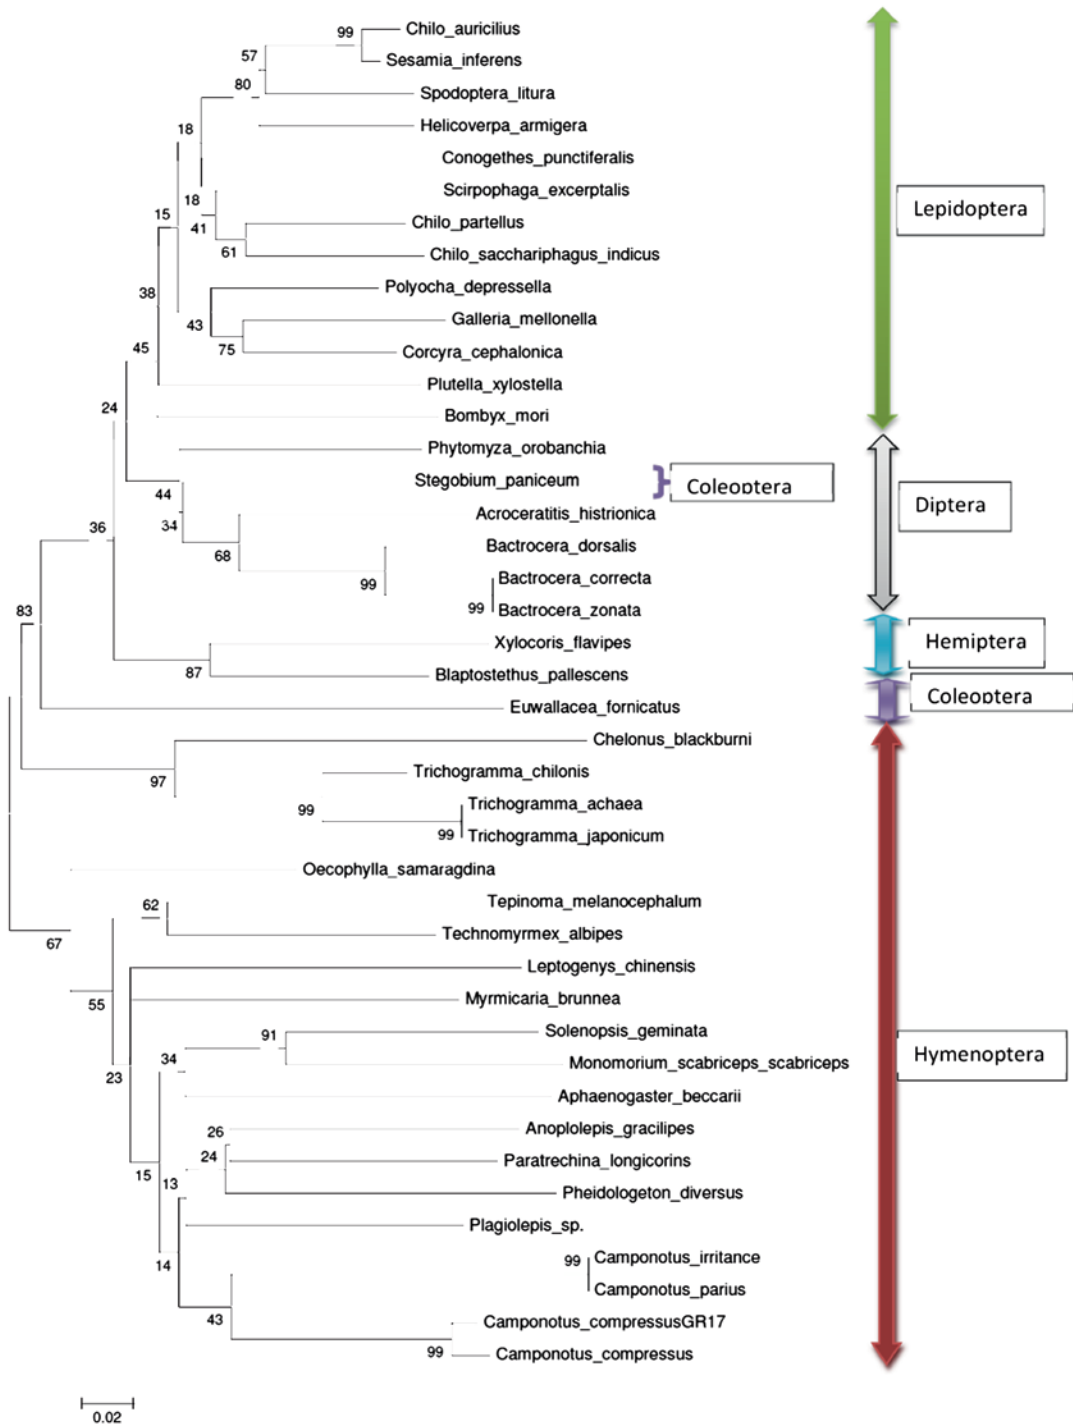 Chilo_auricilius
99
Sesamia_inferens
57
80
Spodoptera_litura
18
Helicoverpa_armigera
Conogethes_punctiferalis
Scirpophaga_excerptalis
18
Lepidoptera
15
41
Chilo_partellus
61
Chilo_sacchariphagus_indicus
38
Polyocha_depressella
43
Galleria_mellonella
45
75
Corcyra_cephalonica
Plutella_xylostella
24
Bombyx_mori
Phytomyza_orobanchia
Stegobium_paniceum
Coleoptera
44
Diptera
34
Acroceratitis_histrionica
36
68
Bactrocera_dorsalis
99
Bactrocera_correcta
99
Bactrocera_zonata
83
Xylocoris_flavipes
Hemiptera
87
Blaptostethus_pallescens
Coleoptera
Euwallacea_fornicatus
Chelonus_blackburni
97
Trichogramma_chilonis
99
Trichogramma_achaea
99
Trichogramma_japonicum
Oecophylla_samaragdina
62
Tepinoma_melanocephalum
67
Technomyrmex_albipes
Leptogenys_chinensis
55
Myrmicaria_brunnea
91
Solenopsis_geminata
34
Monomorium_scabriceps_scabriceps
Hymenoptera
23
Aphaenogaster_beccarii
26
Anoplolepis_gracilipes
24
Paratrechina_longicorins
15
13
Pheidologeton_diversus
Plagiolepis_sp.
14
99
Camponotus_irritance
Camponotus_parius
43
Camponotus_compressusGR17
99
Camponotus_compressus
0.02